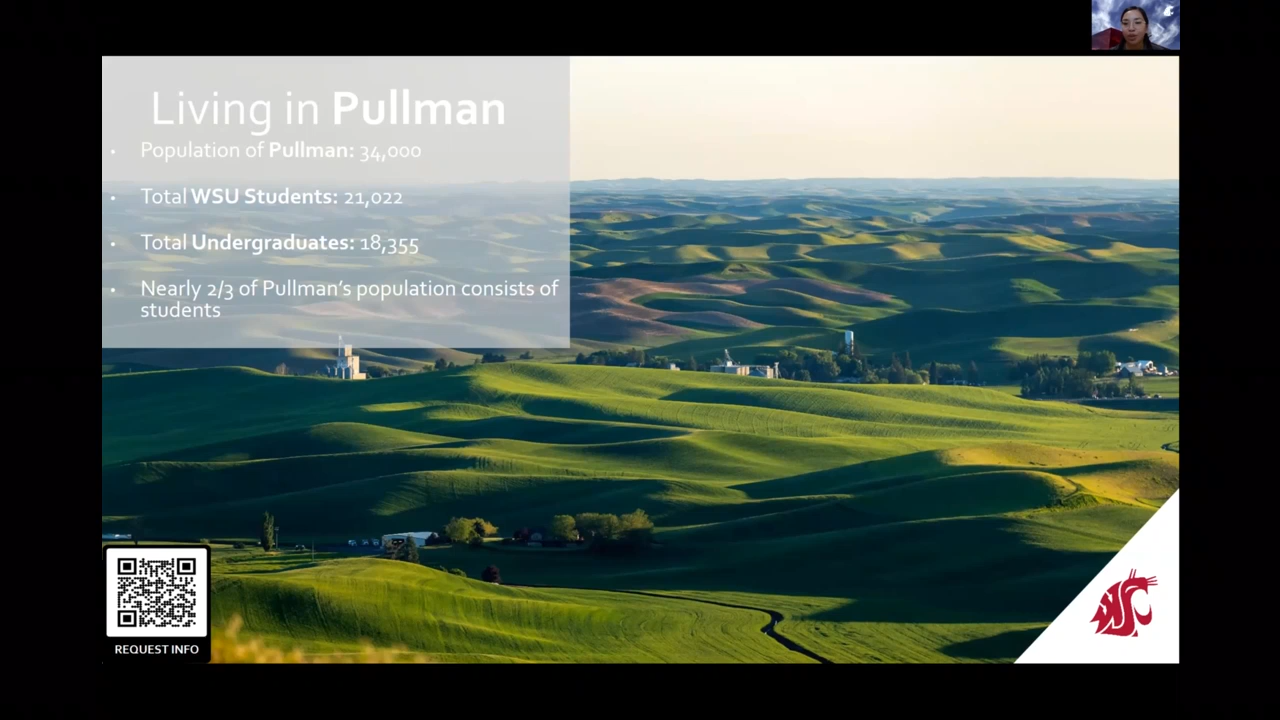 Living in Pullman
Population of Pullman: 34,000
Total WSU Students: 21,022
Total Undergraduates: 18,355
Nearly 2/3 of Pullman's population consists of
students
REQUEST INFO
WSU